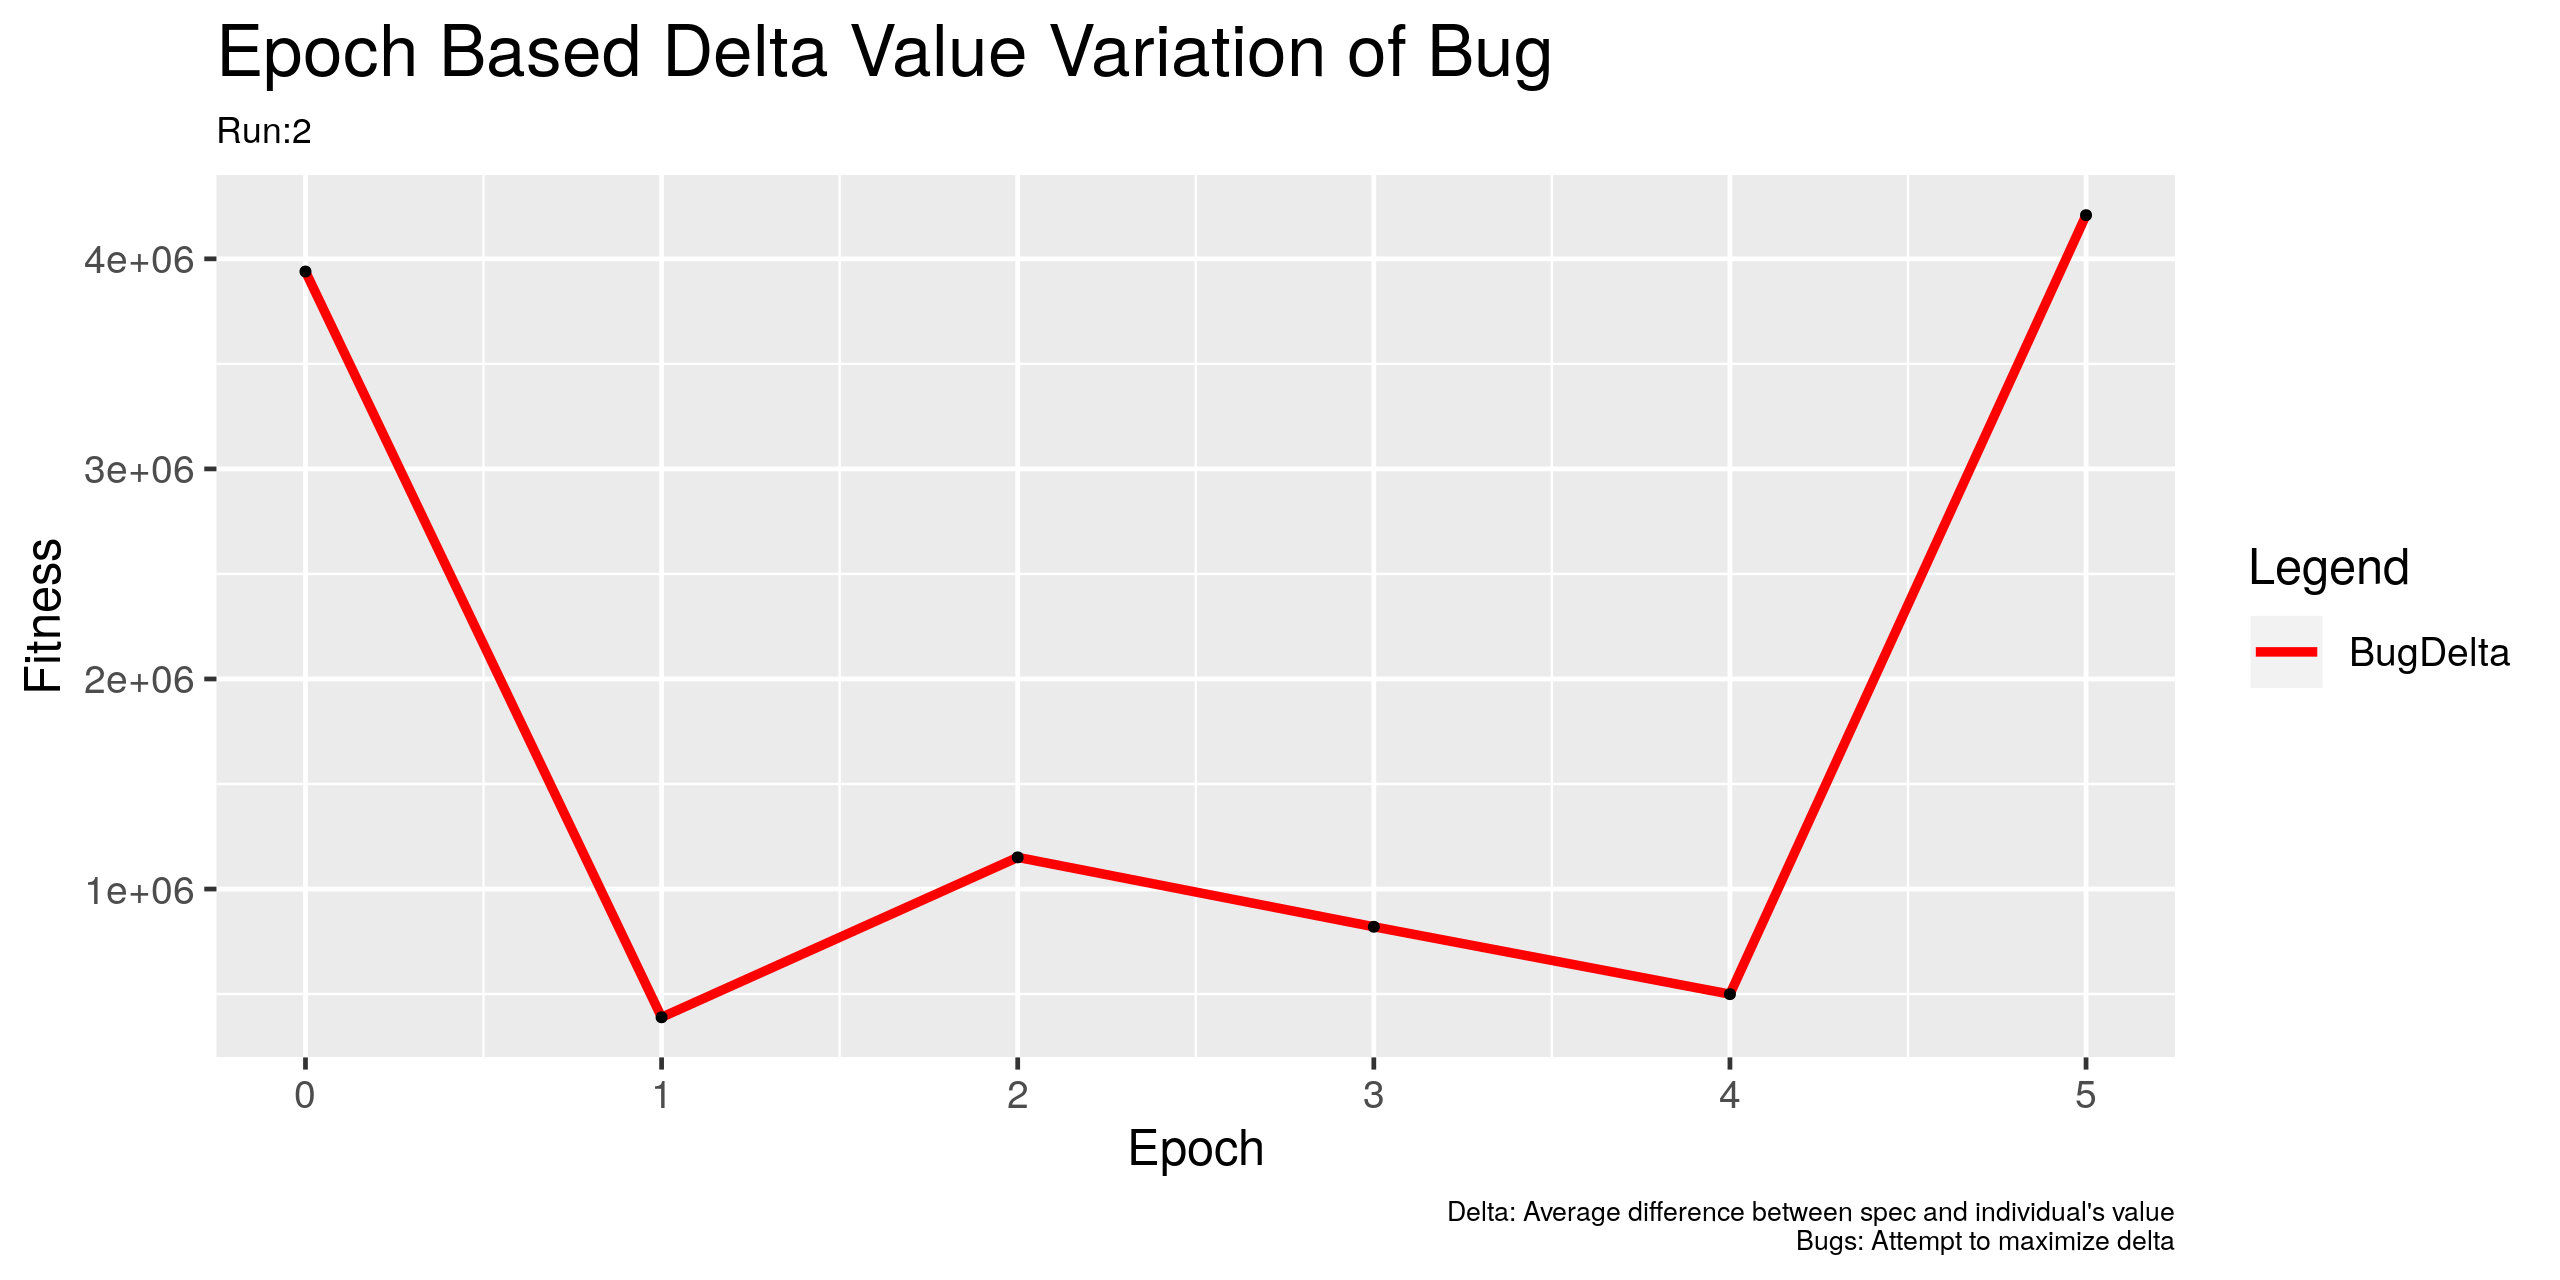 Epoch Based Delta Value Variation of Bug
Run:2
Fitness
4e+06
3e+06
2e+06
1e+06
0
1
2
3
4
5
Epoch
Legend
BugDelta
Delta: Average difference between spec and individual's value
Bugs: Attempt to maximize delta